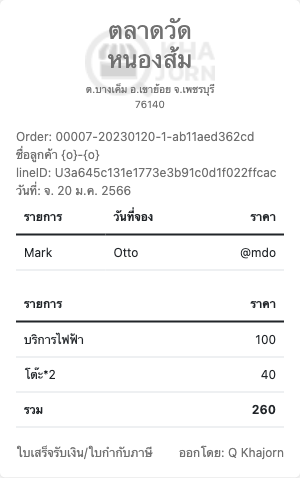 KHA
JORN
ตลาดวัด
หนองส้ม
ต.บางเค็ม อ.เขาย้อย จ.เพชรบุรี
76140
Order: 00007-20230120-1-ab11aed362cd
ชื่อลูกค้า {o}-{o}
lineID: U3a645c131e1773e3b91c0d1f022ffcac
วันที่: จ. 20 ม.ค. 2566
รายการ วันที่จอง ราคา
Mark Otto @mdo
รายการ ราคา
บริการไฟฟ้า 100
โต๊ะ*2 40
รวม 260
ใบเสร็จรับเงิน/ใบกำกับภาษี ออกโดย: Q Khajorn